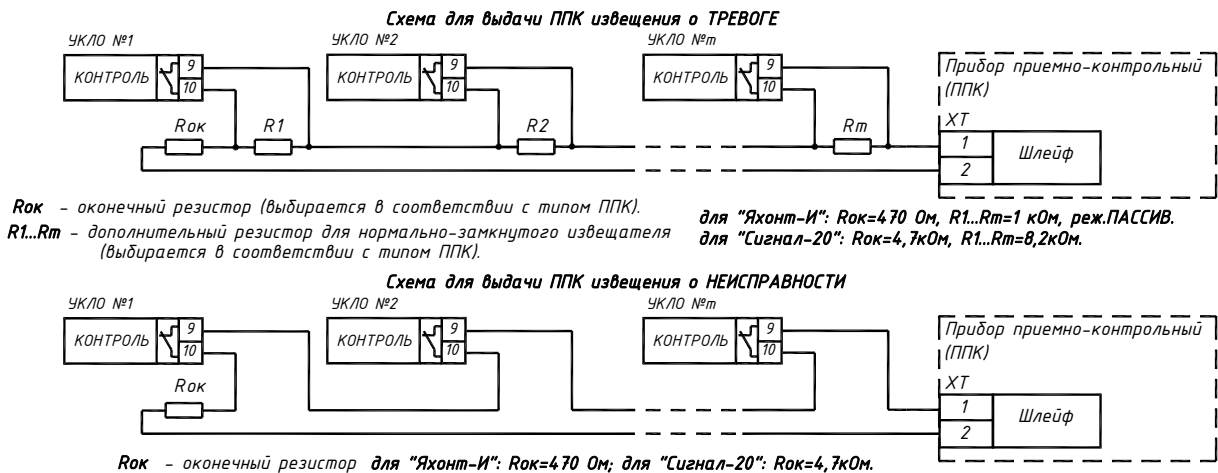 Схема для выдачи ППК извещения о ТРЕВОГЕ
УКЛО №1
УКЛО №2
УКЛО №m
КОНТРОЛЬ 9
10
КОНТРОЛЬ 9
10
КОНТРОЛЬ 9
10
Прибор приемно-контрольный
(ППК)
Rок
R1
R2
Rm
XT
1
2
Шлейф
Rок - оконечный резистор (выбирается в соответствии с типом ППК).
R1...Rm - дополнительный резистор для нормально-замкнутого извещателя
(выбирается в соответствии с типом ППК).
для "Яхонт-И": Rок=470 Ом, R1...Rm=1 кОм, реж.ПАССИВ.
для "Сигнал-20": Rок=4,7кОм, R1...Rm=8,2кОм.
Схема для выдачи ППК извещения о НЕИСПРАВНОСТИ
УКЛО №1
УКЛО №2
УКЛО №m
КОНТРОЛЬ 9
10
КОНТРОЛЬ 9
10
КОНТРОЛЬ 9
10
Прибор приемно-контрольный
(ППК)
Rок
XT
1
2
Шлейф
Rок - оконечный резистор для "Яхонт-И": Rок=470 Ом; для "Сигнал-20": Rок=4,7кОм.